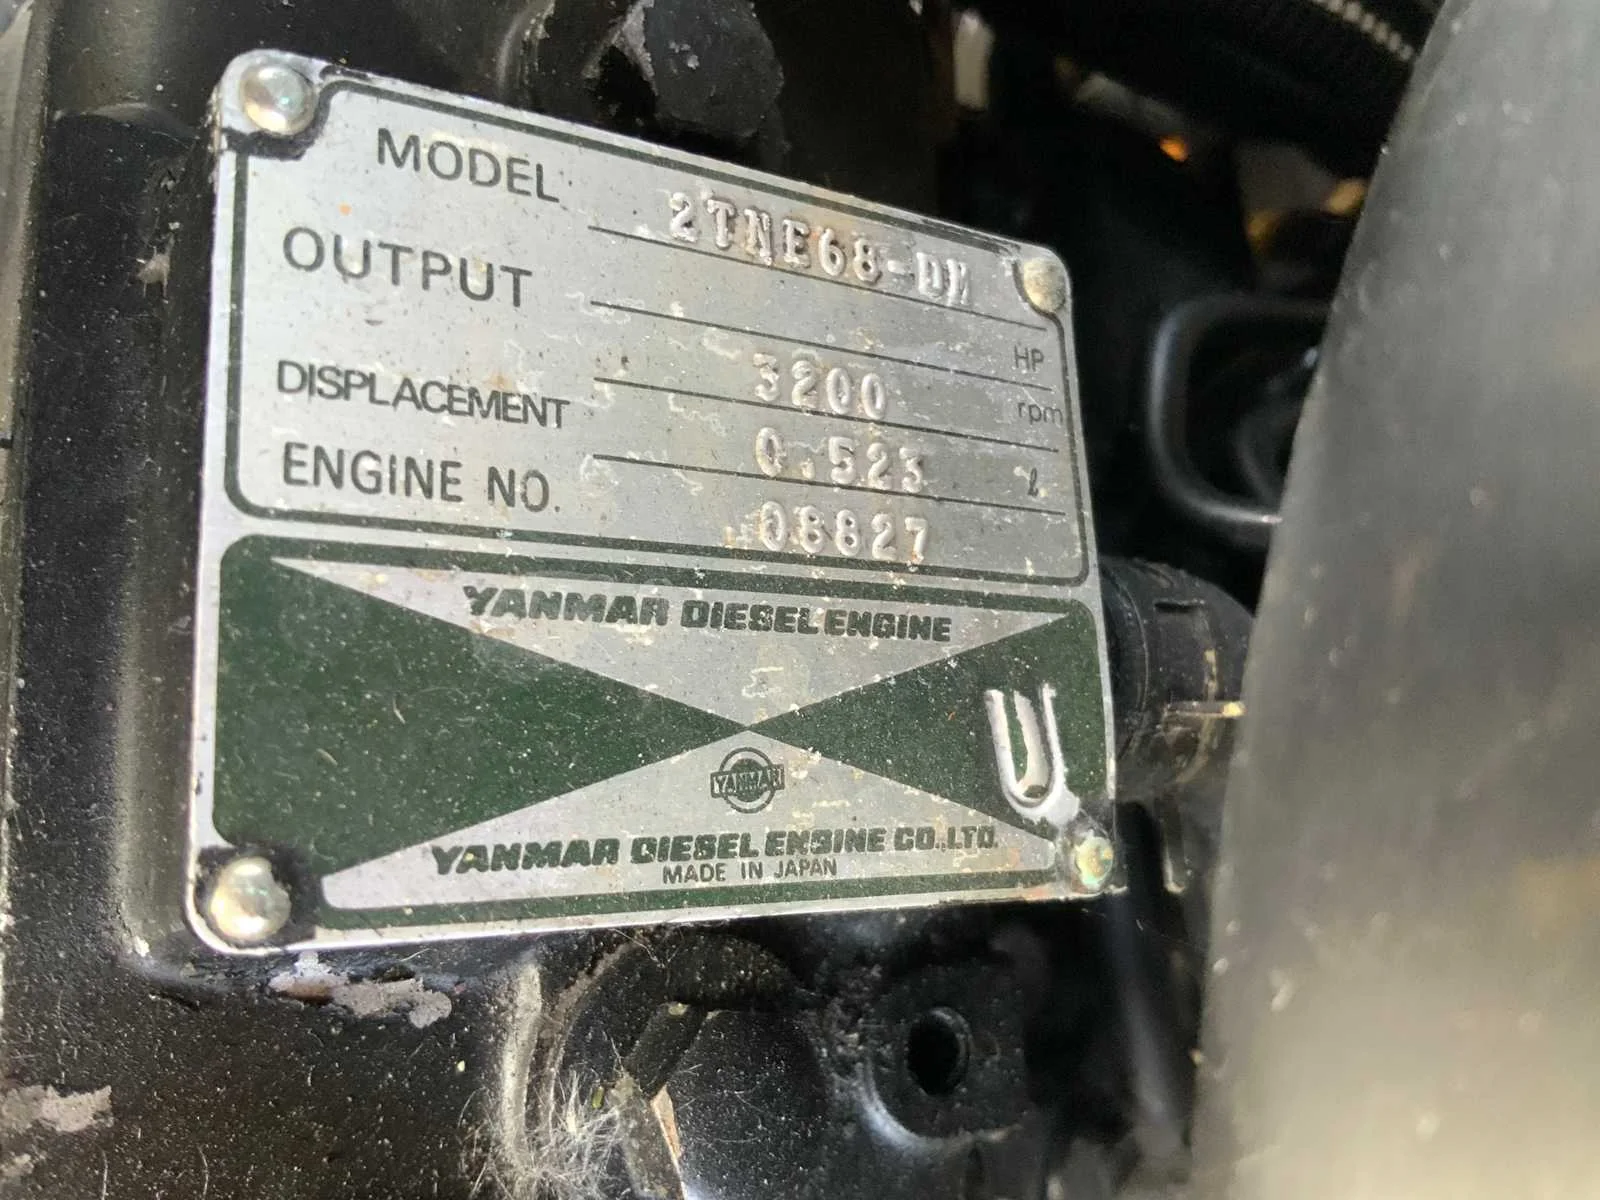 MODEL 2TNE68-DM
OUTPUT HP
3200 rpm
DISPLACEMENT 0.523 ℓ
ENGINE NO. 08827
YANMAR DIESEL ENGINE
U
YANMAR
YANMAR DIESEL ENGINE CO.,LTD.
MADE IN JAPAN